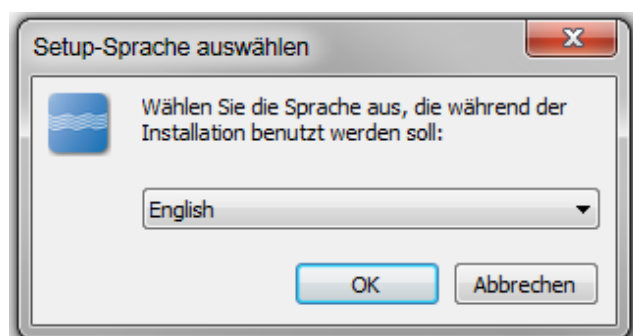 Setup-Sprache auswählen
Wählen Sie die Sprache aus, die während der
Installation benutzt werden soll:
English
OK
Abbrechen